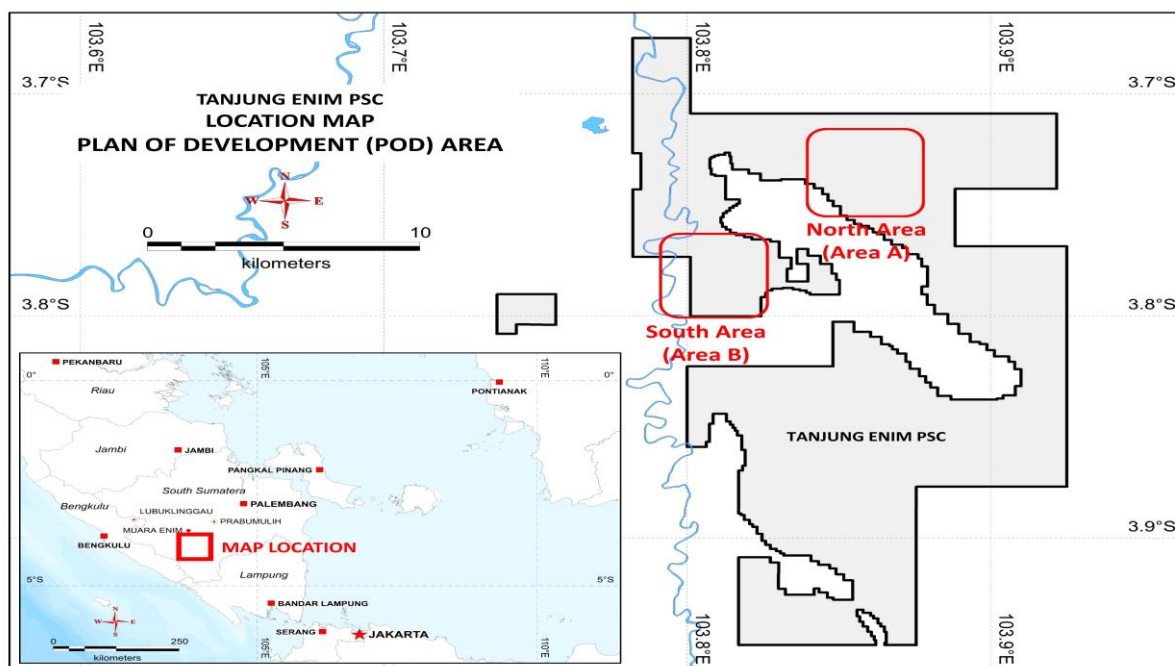 103.6°E
103.7°E
103.8°E
103.9°E
3.7°S
3.7°S
TANJUNG ENIM PSC
LOCATION MAP
PLAN OF DEVELOPMENT (POD) AREA
N
W E
S
0 10
kilometers
North Area
(Area A)
3.8°S
3.8°S
South Area
(Area B)
TANJUNG ENIM PSC
3.9°S
3.9°S
103.8°E
103.9°E
PEKANBARU
105°E
110°E
0°
0°
Riau
PONTIANAK
Jambi
JAMBI
PANGKAL PINANG
South Sumatera
Bengkulu
PALEMBANG
LUBUKLINGGAU
PRABUMULIH
MUARA ENIM
BENGKULU
MAP LOCATION
Lampung
5°S
5°S
BANDAR LAMPUNG
N
W E
S
SERANG
JAKARTA
0 250
kilometers
105°E
110°E